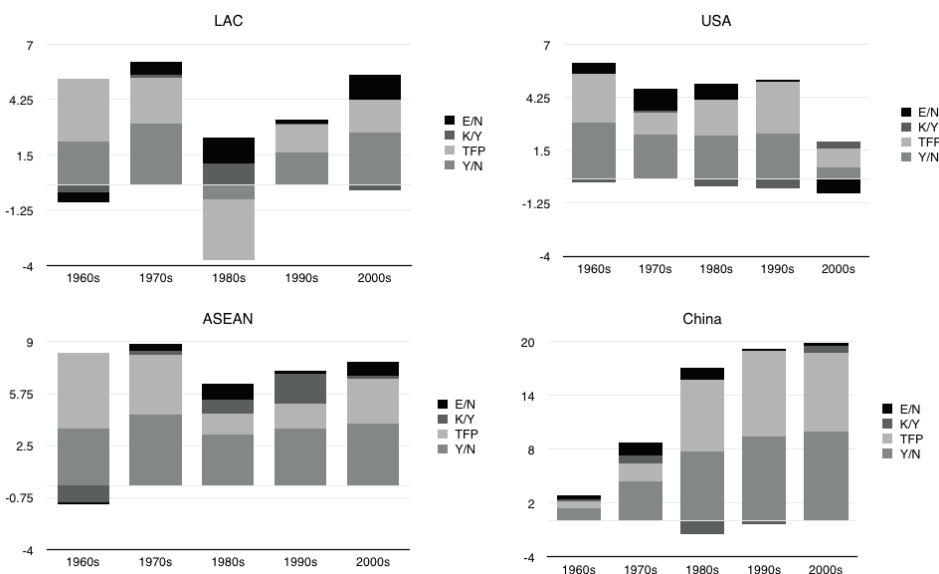 LAC
7
4.25
1.5
-1.25
-4
1960s 1970s 1980s 1990s 2000s
E/N
K/Y
TFP
Y/N
USA
7
4.25
1.5
-1.25
-4
1960s 1970s 1980s 1990s 2000s
E/N
K/Y
TFP
Y/N
ASEAN
9
5.75
2.5
-0.75
-4
1960s 1970s 1980s 1990s 2000s
E/N
K/Y
TFP
Y/N
China
20
14
8
2
-4
1960s 1970s 1980s 1990s 2000s
E/N
K/Y
TFP
Y/N